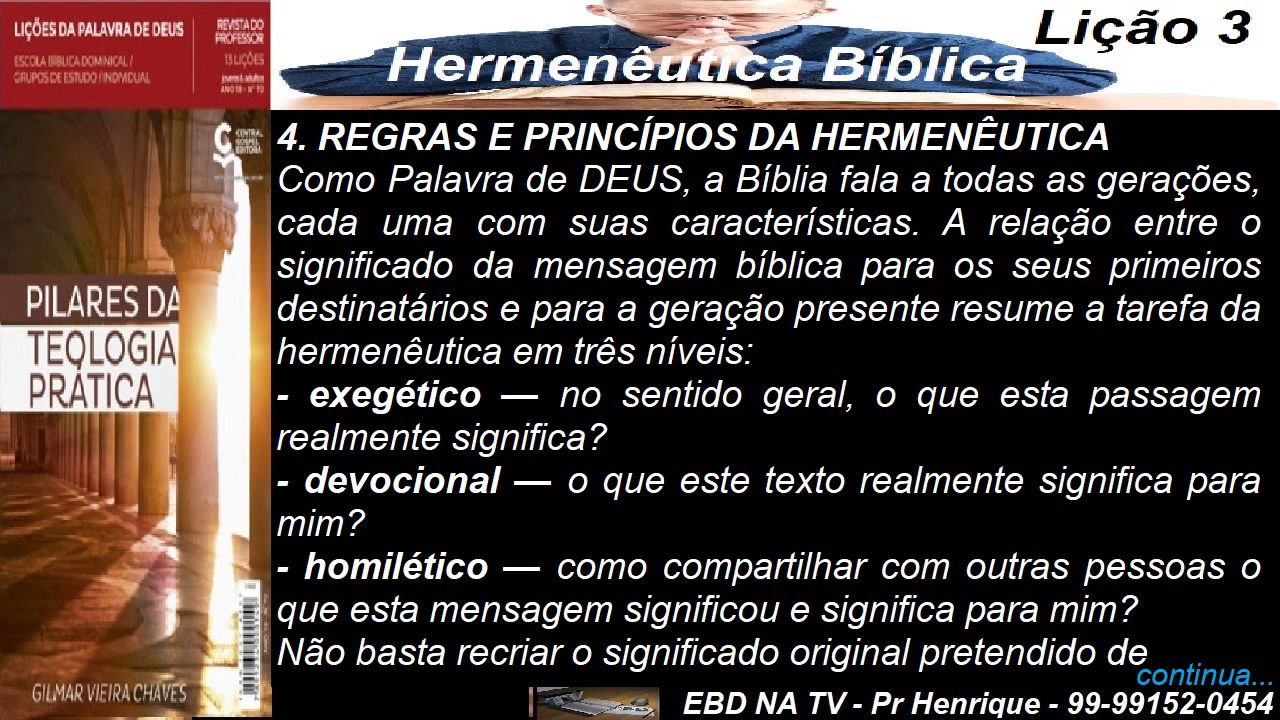 LIÇÕES DA PALAVRA DE DEUS
REVISTA DO
PROFESSOR
ESCOLA BÍBLICA DOMINICAL /
GRUPOS DE ESTUDO / INDIVIDUAL
13 LIÇÕES
jovens & adultos
ANO 18 - Nº 70
CENTRAL
GOSPEL
EDITORA
PILARES DA
TEOLOGIA
PRÁTICA
GILMAR VIEIRA CHAVES
Lição 3
Hermenêutica Bíblica
4. REGRAS E PRINCÍPIOS DA HERMENÊUTICA
Como Palavra de DEUS, a Bíblia fala a todas as gerações,
cada uma com suas características. A relação entre o
significado da mensagem bíblica para os seus primeiros
destinatários e para a geração presente resume a tarefa da
hermenêutica em três níveis:
- exegético — no sentido geral, o que esta passagem
realmente significa?
- devocional — o que este texto realmente significa para
mim?
- homilético — como compartilhar com outras pessoas o
que esta mensagem significou e significa para mim?
Não basta recriar o significado original pretendido de
continua...
EBD NA TV - Pr Henrique - 99-99152-0454